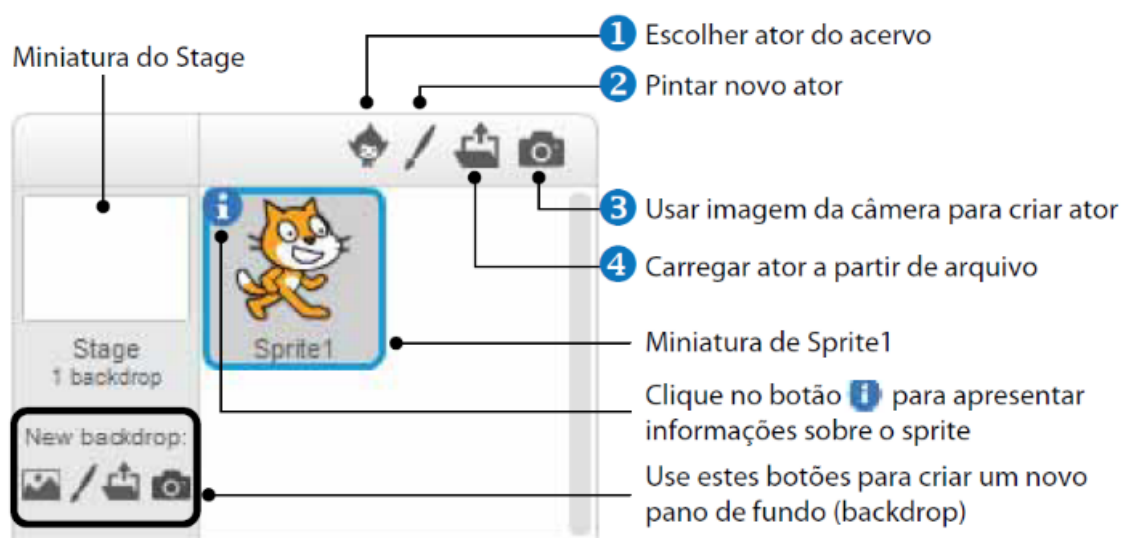 Miniatura do Stage
1 Escolher ator do acervo
2 Pintar novo ator
3 Usar imagem da câmera para criar ator
4 Carregar ator a partir de arquivo
i
Stage
1 backdrop
Sprite1
New backdrop:
Miniatura de Sprite1
Clique no botão i para apresentar
informações sobre o sprite
Use estes botões para criar um novo
pano de fundo (backdrop)